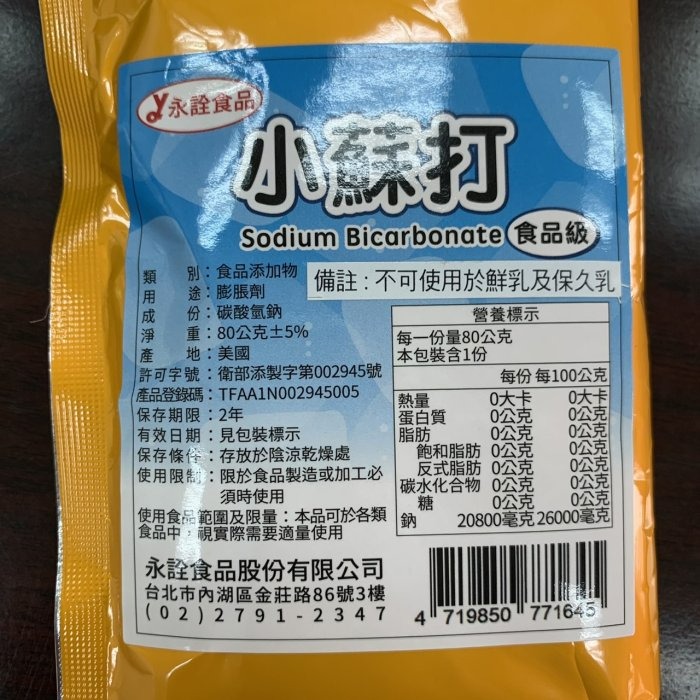 y永詮食品
小蘇打
Sodium Bicarbonate 食品級
備註：不可使用於鮮乳及保久乳
類　　別：食品添加物
用　　途：膨脹劑
成　　份：碳酸氫鈉
淨　　重：80公克±5%
產　　地：美國
許可字號：衛部添製字第002945號
產品登錄碼：TFAA1N002945005
保存期限：2年
有效日期：見包裝標示
保存條件：存放於陰涼乾燥處
使用限制：限於食品製造或加工必
須時使用
使用食品範圍及限量：本品可於各類
食品中，視實際需要適量使用
營養標示
每一份量80公克
本包裝含1份
每份 每100公克
熱量 0大卡 0大卡
蛋白質 0公克 0公克
脂肪 0公克 0公克
飽和脂肪 0公克 0公克
反式脂肪 0公克 0公克
碳水化合物 0公克 0公克
糖 0公克 0公克
鈉 20800毫克 26000毫克
永詮食品股份有限公司
台北市內湖區金莊路86號3樓
(02)2791-2347
4 719850 771645